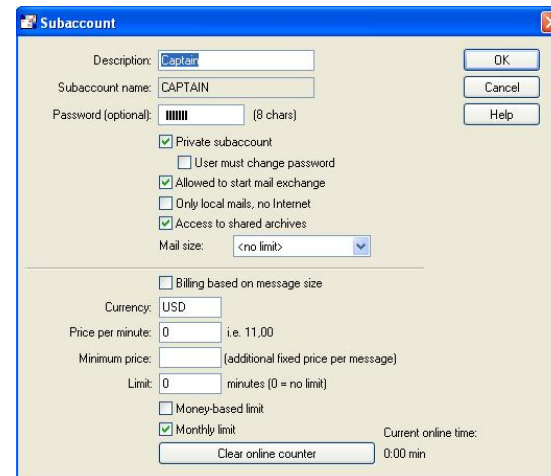 Subaccount
Description: Captain
OK
Subaccount name: CAPTAIN
Cancel
Password (optional): (8 chars)
Help
Private subaccount
User must change password
Allowed to start mail exchange
Only local mails, no Internet
Access to shared archives
Mail size: <no limit>
Billing based on message size
Currency: USD
Price per minute: 0 i.e. 11,00
Minimum price: (additional fixed price per message)
Limit: 0 minutes (0 = no limit)
Money-based limit
Monthly limit
Current online time:
Clear online counter
0:00 min